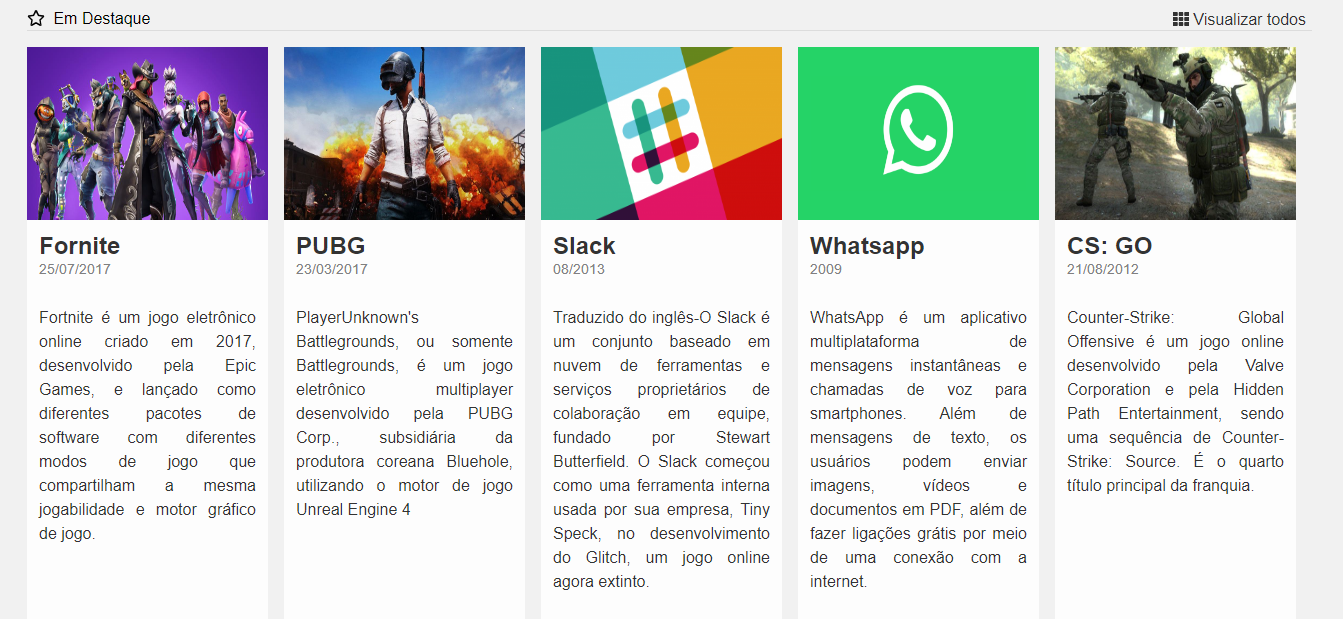 Em Destaque
Visualizar todos
Fornite
25/07/2017
Fortnite é um jogo eletrônico
online criado em 2017,
desenvolvido pela Epic
Games, e lançado como
diferentes pacotes de
software com diferentes
modos de jogo que
compartilham a mesma
jogabilidade e motor gráfico
de jogo.
PUBG
23/03/2017
PlayerUnknown's
Battlegrounds, ou somente
Battlegrounds, é um jogo
eletrônico multiplayer
desenvolvido pela PUBG
Corp., subsidiária da
produtora coreana Bluehole,
utilizando o motor de jogo
Unreal Engine 4
Slack
08/2013
Traduzido do inglês-O Slack é
um conjunto baseado em
nuvem de ferramentas e
serviços proprietários de
colaboração em equipe,
fundado por Stewart
Butterfield. O Slack começou
como uma ferramenta interna
usada por sua empresa, Tiny
Speck, no desenvolvimento
do Glitch, um jogo online
agora extinto.
Whatsapp
2009
WhatsApp é um aplicativo
multiplataforma de
mensagens instantâneas e
chamadas de voz para
smartphones. Além de
mensagens de texto, os
usuários podem enviar
imagens, vídeos e
documentos em PDF, além de
fazer ligações grátis por meio
de uma conexão com a
internet.
CS: GO
21/08/2012
Counter-Strike: Global
Offensive é um jogo online
desenvolvido pela Valve
Corporation e pela Hidden
Path Entertainment, sendo
uma sequência de Counter-
Strike: Source. É o quarto
título principal da franquia.